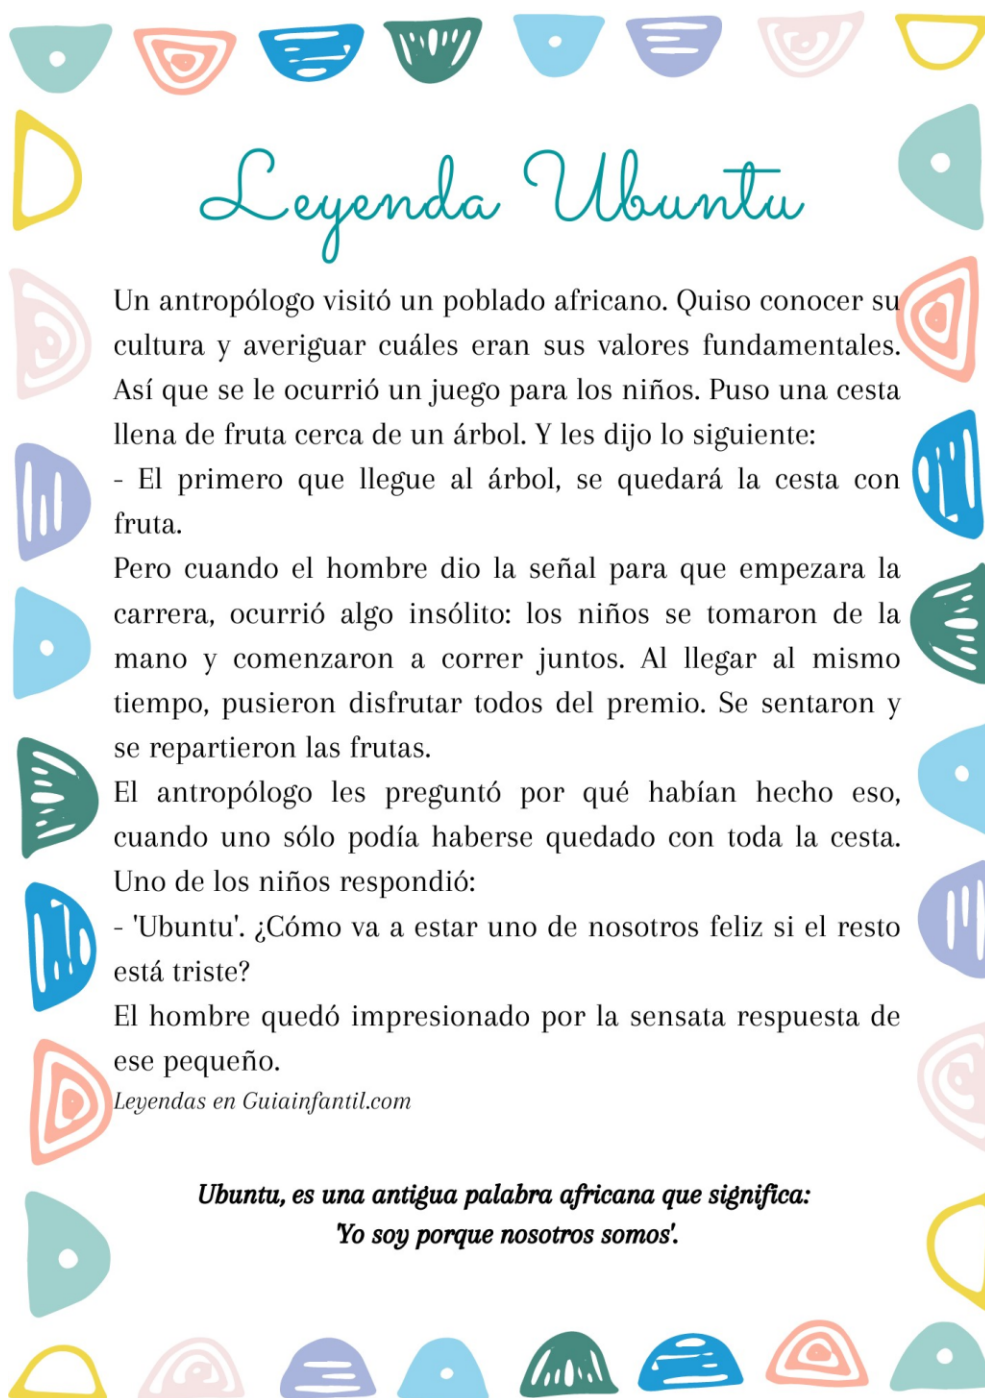 Leyenda Ubuntu
Un antropólogo visitó un poblado africano. Quiso conocer su
cultura y averiguar cuáles eran sus valores fundamentales.
Así que se le ocurrió un juego para los niños. Puso una cesta
llena de fruta cerca de un árbol. Y les dijo lo siguiente:
- El primero que llegue al árbol, se quedará la cesta con
fruta.
Pero cuando el hombre dio la señal para que empezara la
carrera, ocurrió algo insólito: los niños se tomaron de la
mano y comenzaron a correr juntos. Al llegar al mismo
tiempo, pusieron disfrutar todos del premio. Se sentaron y
se repartieron las frutas.
El antropólogo les preguntó por qué habían hecho eso,
cuando uno sólo podía haberse quedado con toda la cesta.
Uno de los niños respondió:
- 'Ubuntu'. ¿Cómo va a estar uno de nosotros feliz si el resto
está triste?
El hombre quedó impresionado por la sensata respuesta de
ese pequeño.
Leyendas en Guiainfantil.com
Ubuntu, es una antigua palabra africana que significa:
'Yo soy porque nosotros somos'.